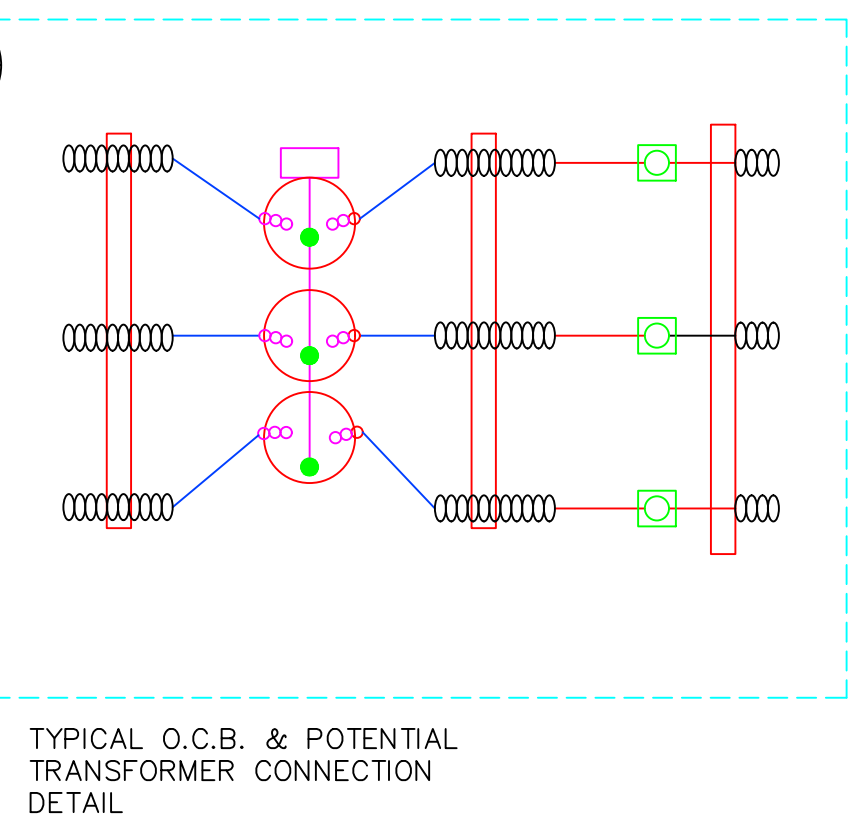 TYPICAL O.C.B. & POTENTIAL
TRANSFORMER CONNECTION
DETAIL